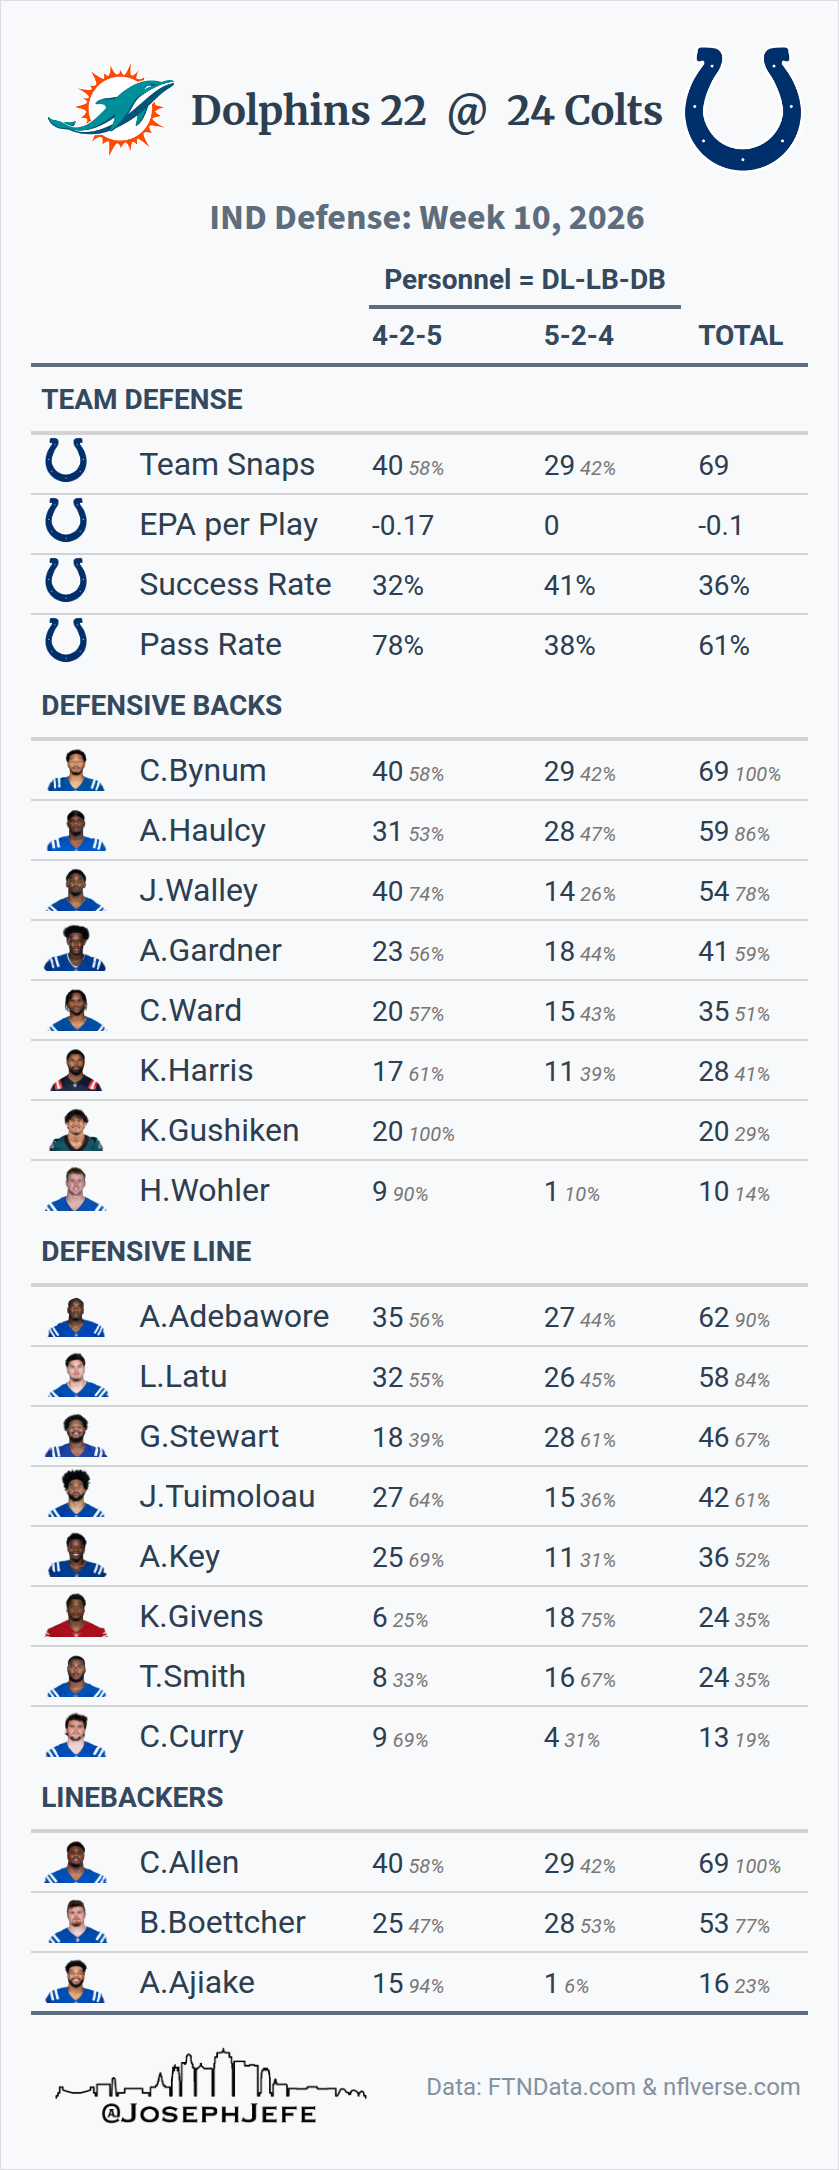 Dolphins 22 @ 24 Colts
IND Defense: Week 10, 2026
Personnel = DL-LB-DB
4-2-5 5-2-4 TOTAL
TEAM DEFENSE
Team Snaps 40 58% 29 42% 69
EPA per Play -0.17 0 -0.1
Success Rate 32% 41% 36%
Pass Rate 78% 38% 61%
DEFENSIVE BACKS
C.Bynum 40 58% 29 42% 69 100%
A.Haulcy 31 53% 28 47% 59 86%
J.Walley 40 74% 14 26% 54 78%
A.Gardner 23 56% 18 44% 41 59%
C.Ward 20 57% 15 43% 35 51%
K.Harris 17 61% 11 39% 28 41%
K.Gushiken 20 100% 20 29%
H.Wohler 9 90% 1 10% 10 14%
DEFENSIVE LINE
A.Adebawore 35 56% 27 44% 62 90%
L.Latu 32 55% 26 45% 58 84%
G.Stewart 18 39% 28 61% 46 67%
J.Tuimoloau 27 64% 15 36% 42 61%
A.Key 25 69% 11 31% 36 52%
K.Givens 6 25% 18 75% 24 35%
T.Smith 8 33% 16 67% 24 35%
C.Curry 9 69% 4 31% 13 19%
LINEBACKERS
C.Allen 40 58% 29 42% 69 100%
B.Boettcher 25 47% 28 53% 53 77%
A.Ajiake 15 94% 1 6% 16 23%
@JOSEPHJEFE
Data: FTNData.com & nflverse.com